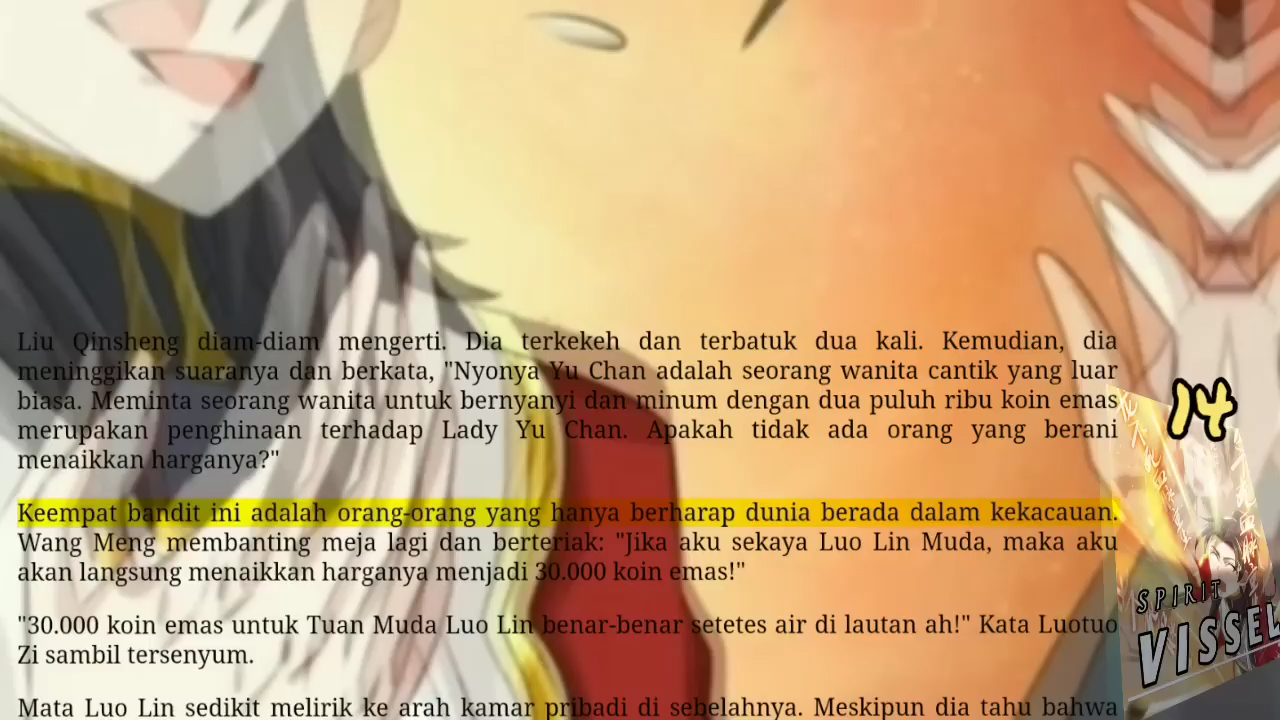 Liu Qinsheng diam-diam mengerti. Dia terkekeh dan terbatuk dua kali. Kemudian, dia
meninggikan suaranya dan berkata, "Nyonya Yu Chan adalah seorang wanita cantik yang luar
biasa. Meminta seorang wanita untuk bernyanyi dan minum dengan dua puluh ribu koin emas
merupakan penghinaan terhadap Lady Yu Chan. Apakah tidak ada orang yang berani
menaikkan harganya?"
Keempat bandit ini adalah orang-orang yang hanya berharap dunia berada dalam kekacauan.
Wang Meng membanting meja lagi dan berteriak: "Jika aku sekaya Luo Lin Muda, maka aku
akan langsung menaikkan harganya menjadi 30.000 koin emas!"
"30.000 koin emas untuk Tuan Muda Luo Lin benar-benar setetes air di lautan ah!" Kata Luotuo
Zi sambil tersenyum.
Mata Luo Lin sedikit melirik ke arah kamar pribadi di sebelahnya. Meskipun dia tahu bahwa
14
SPIRIT
VISSEL